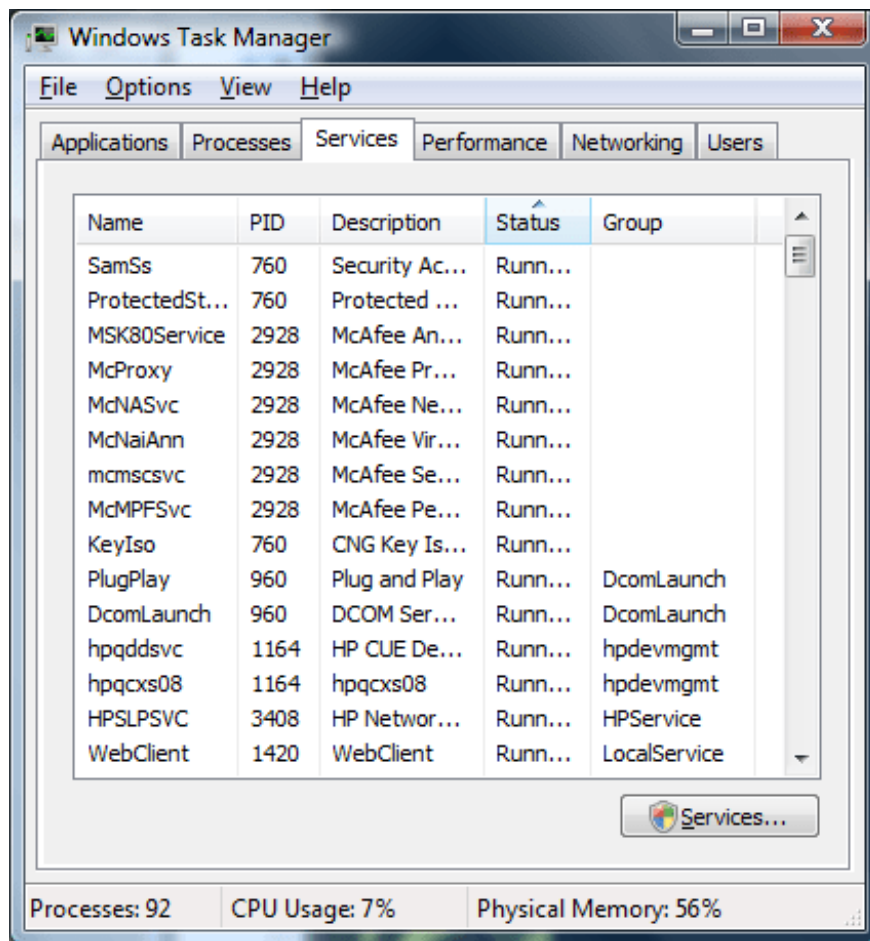 Windows Task Manager
File Options View Help
Applications Processes Services Performance Networking Users
Name PID Description Status Group
SamSs 760 Security Ac... Runn...
ProtectedSt... 760 Protected ... Runn...
MSK80Service 2928 McAfee An... Runn...
McProxy 2928 McAfee Pr... Runn...
McNASvc 2928 McAfee Ne... Runn...
McNaiAnn 2928 McAfee Vir... Runn...
mcmscsvc 2928 McAfee Se... Runn...
McMPFSvc 2928 McAfee Pe... Runn...
KeyIso 760 CNG Key Is... Runn...
PlugPlay 960 Plug and Play Runn... DcomLaunch
DcomLaunch 960 DCOM Ser... Runn... DcomLaunch
hpqddsvc 1164 HP CUE De... Runn... hpdevmgmt
hpqcxs08 1164 hpqcxs08 Runn... hpdevmgmt
HPSLPSVC 3408 HP Networ... Runn... HPService
WebClient 1420 WebClient Runn... LocalService
Services...
Processes: 92 CPU Usage: 7% Physical Memory: 56%